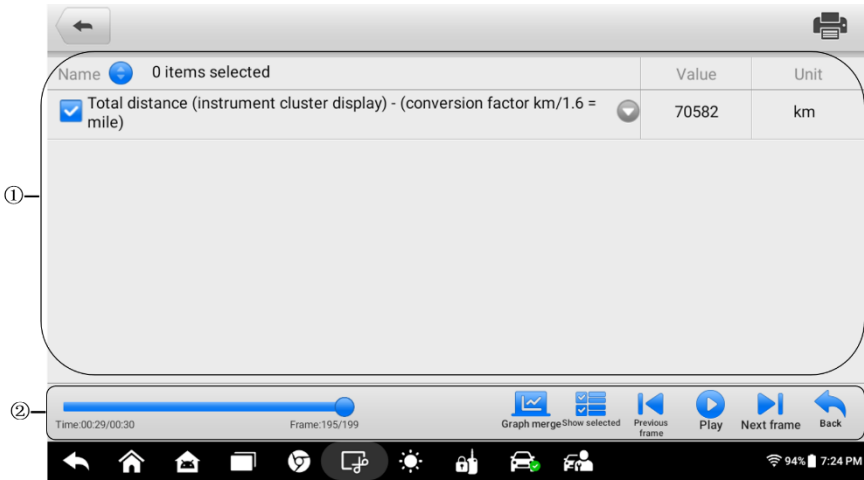 Name 0 items selected Value Unit
①
Total distance (instrument cluster display) - (conversion factor km/1.6 =
mile)
70582 km
②
Time:00:29/00:30 Frame:195/199
Graph merge
Show selected
Previous
frame
Play
Next frame
Back
94% 7:24 PM